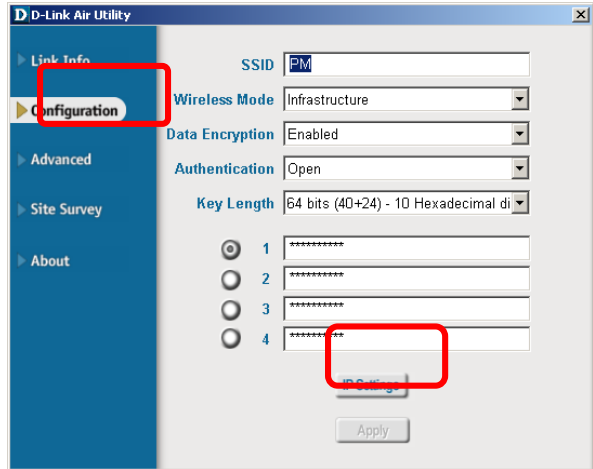 D D-Link Air Utility
Link Info
Configuration
Advanced
Site Survey
About
SSID PM
Wireless Mode Infrastructure
Data Encryption Enabled
Authentication Open
Key Length 64 bits (40+24) - 10 Hexadecimal di
1 **********
2 **********
3 **********
4 **********
IP Settings
Apply